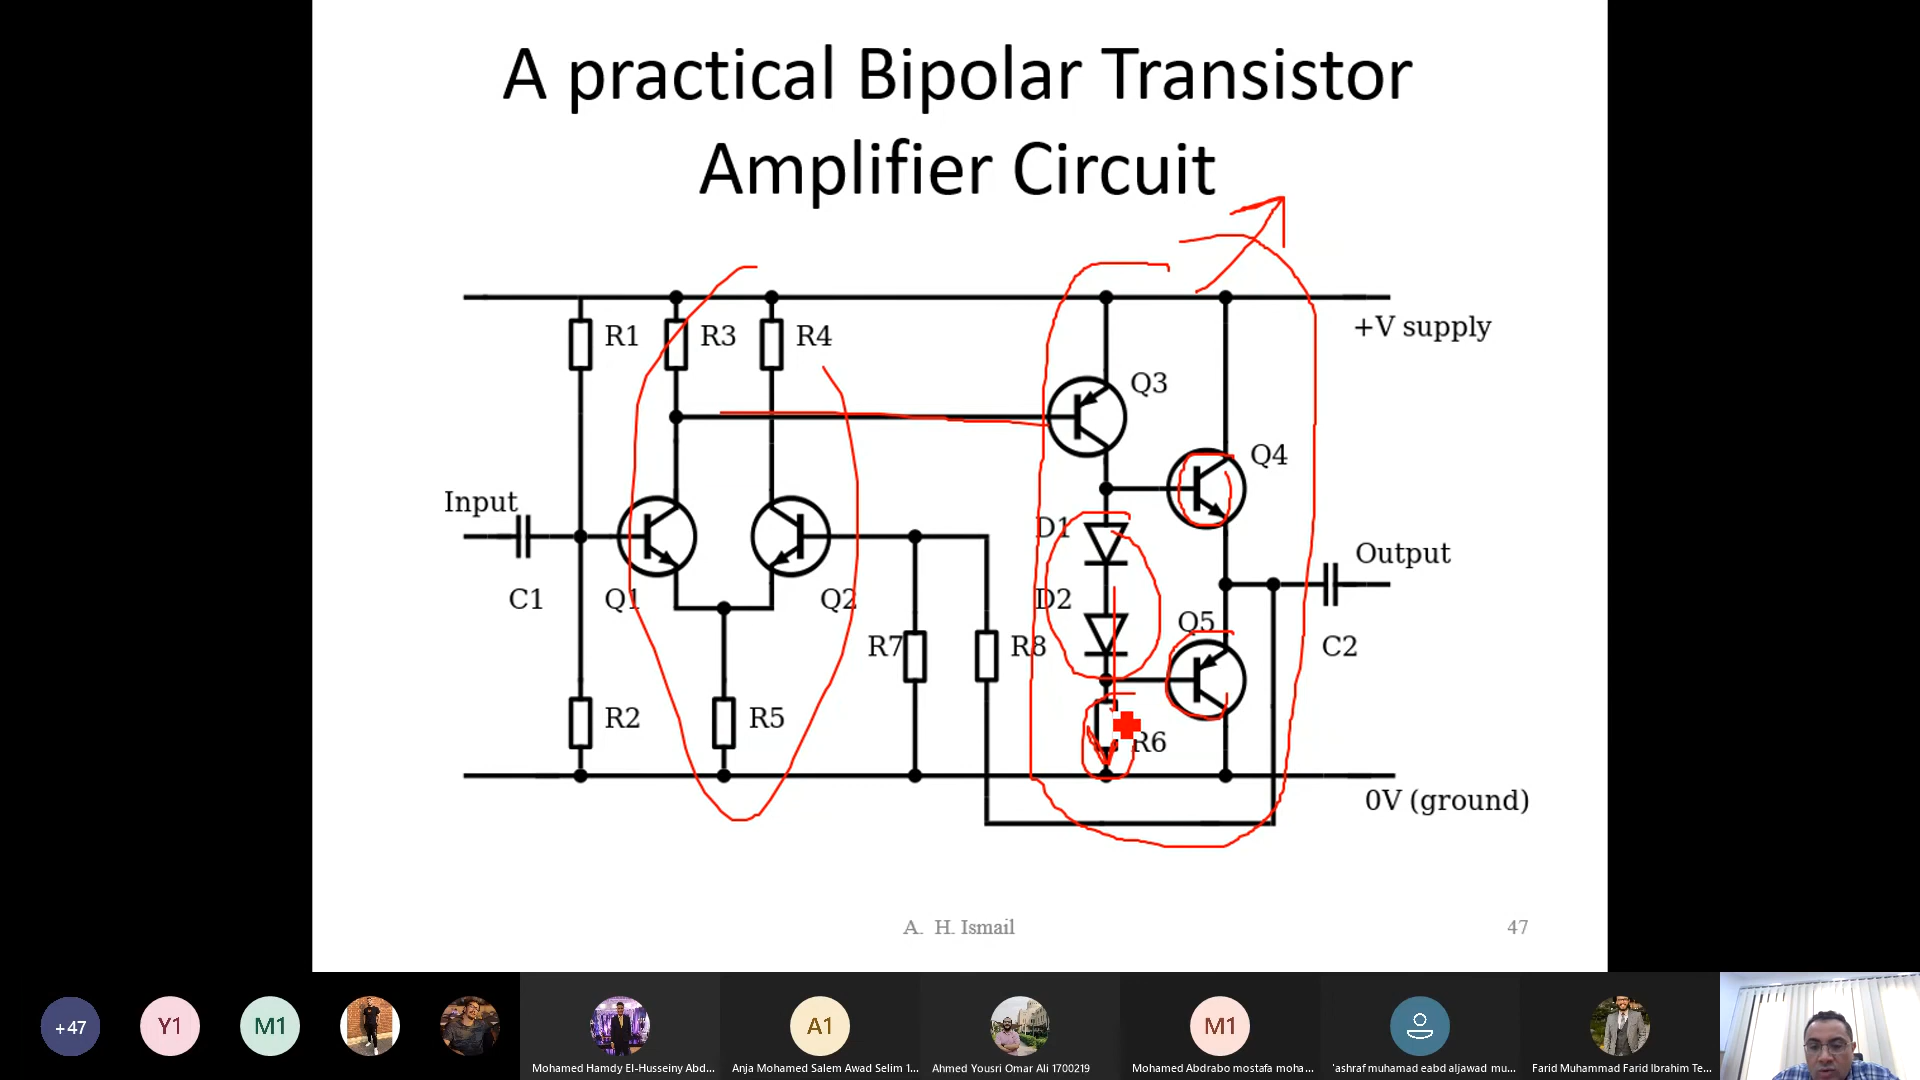 A practical Bipolar Transistor
Amplifier Circuit
R1
R3
R4
+V supply
Q3
Q4
Input
D1
Output
C1
Q1
Q2
D2
Q5
R7
R8
C2
R2
R5
R6
0V (ground)
A. H. Ismail
47
+47
Y1
M1
A1
M1
Mohamed Hamdy El-Husseiny Abd...
Anja Mohamed Salem Awad Selim 1...
Ahmed Yousri Omar Ali 1700219
Mohamed Abdrabo mostafa moha...
'ashraf muhamad eabd aljawad mu...
Farid Muhammad Farid Ibrahim Te...